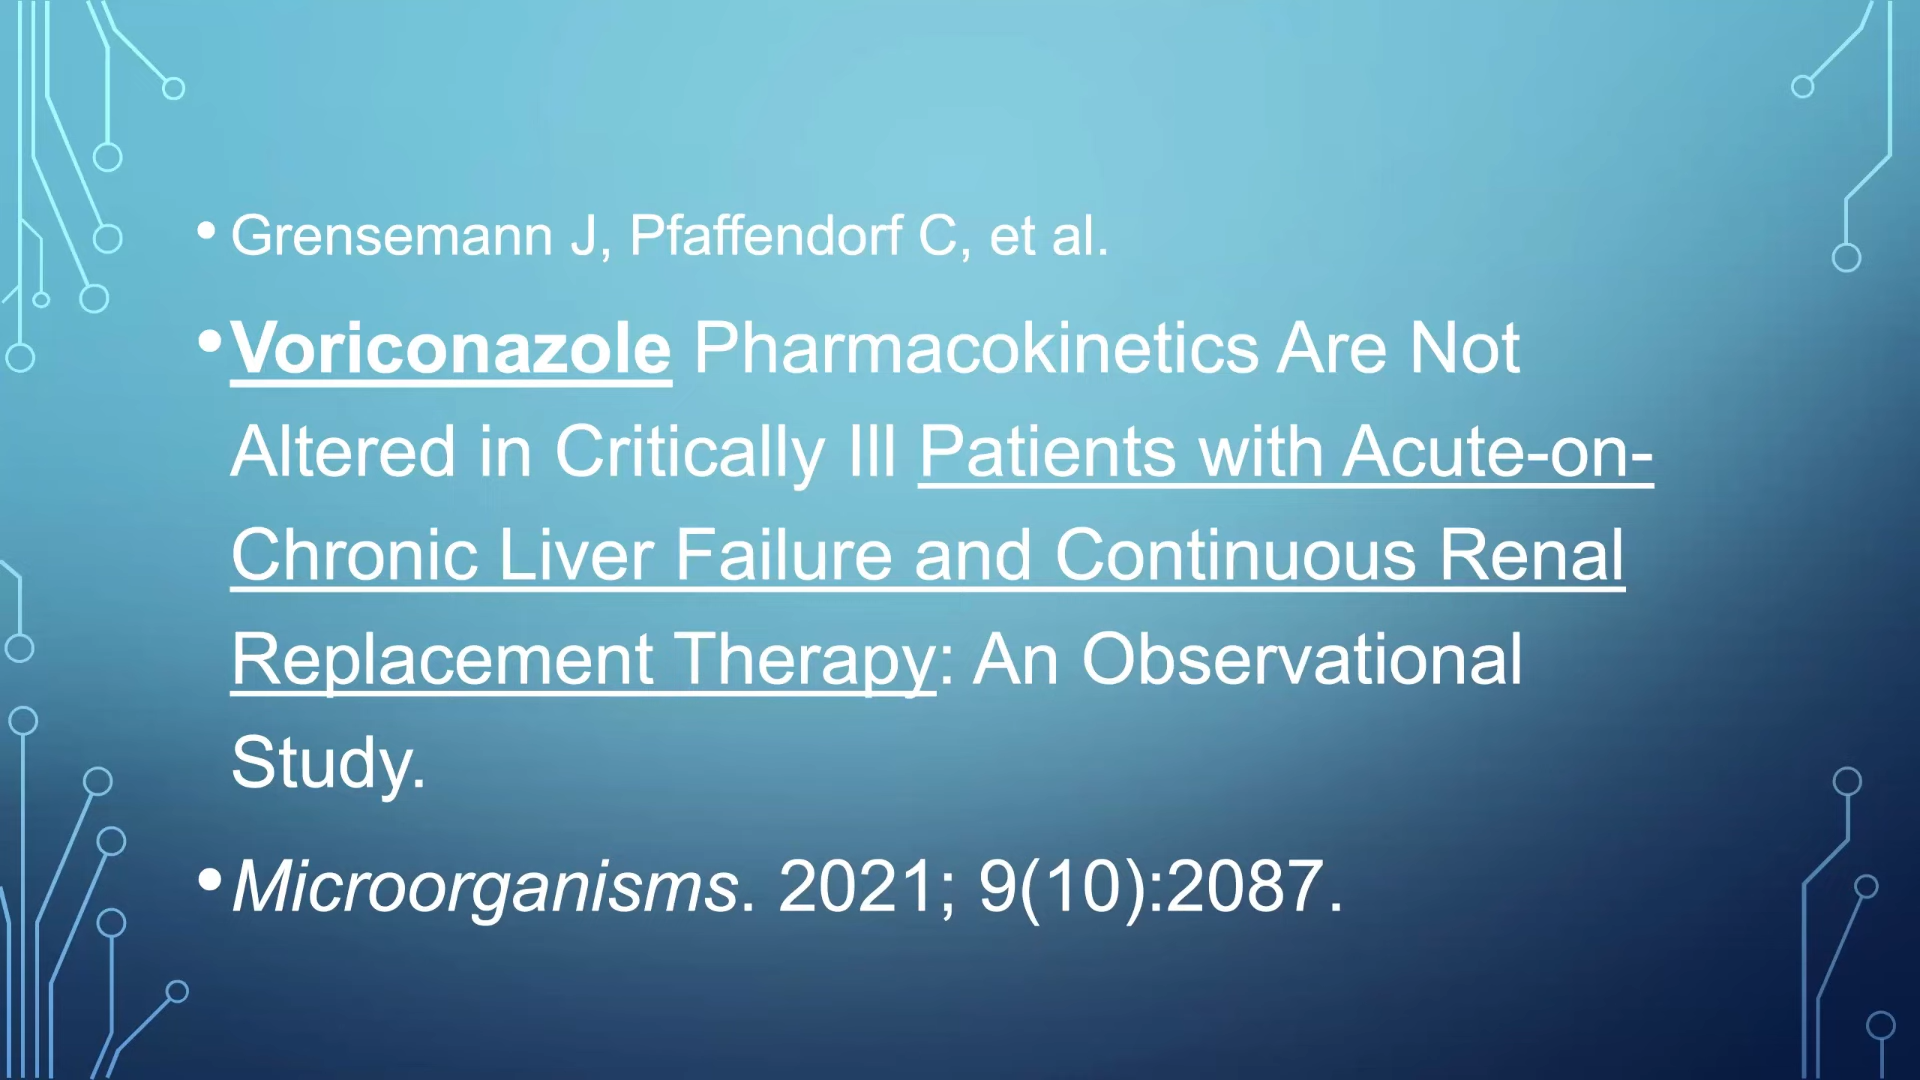 • Grensemann J, Pfaffendorf C, et al.
• Voriconazole Pharmacokinetics Are Not
Altered in Critically Ill Patients with Acute-on-
Chronic Liver Failure and Continuous Renal
Replacement Therapy: An Observational
Study.
• Microorganisms. 2021; 9(10):2087.